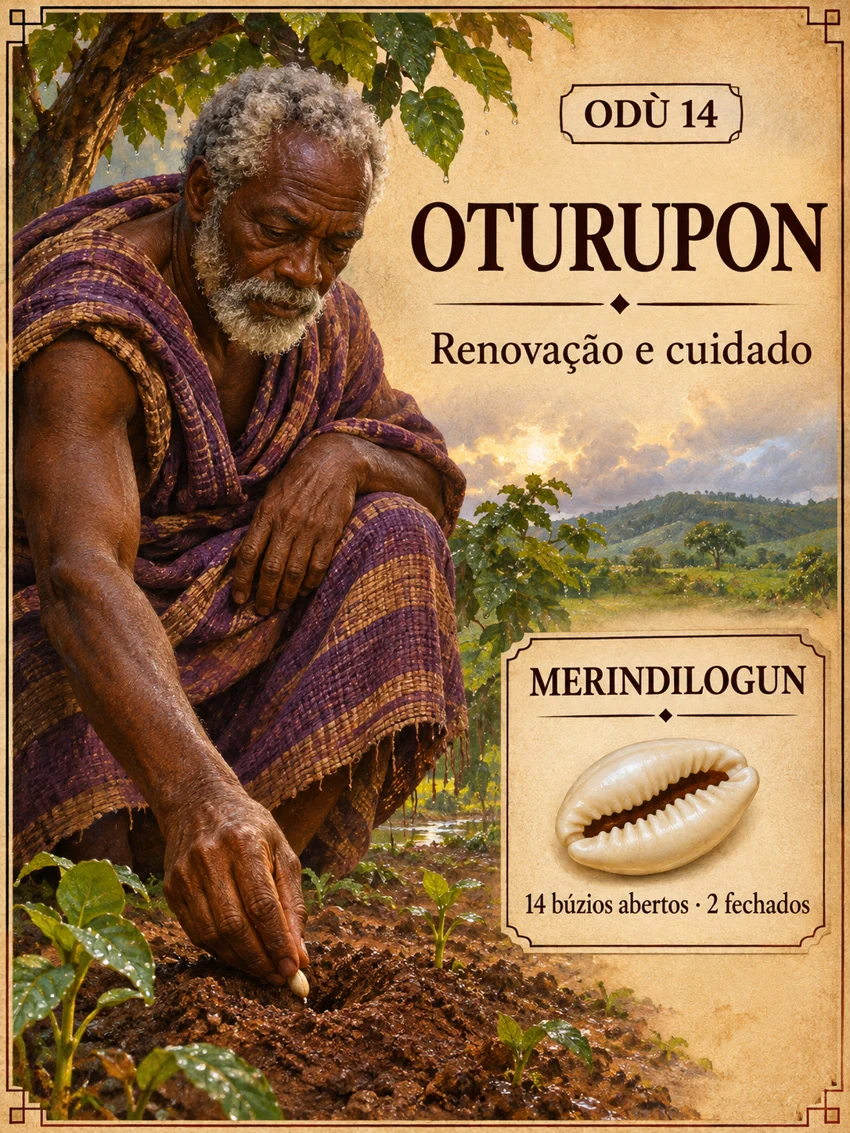 ODÙ 14
OTURUPON
Renovação e cuidado
MERINDILOGUN
14 búzios abertos · 2 fechados